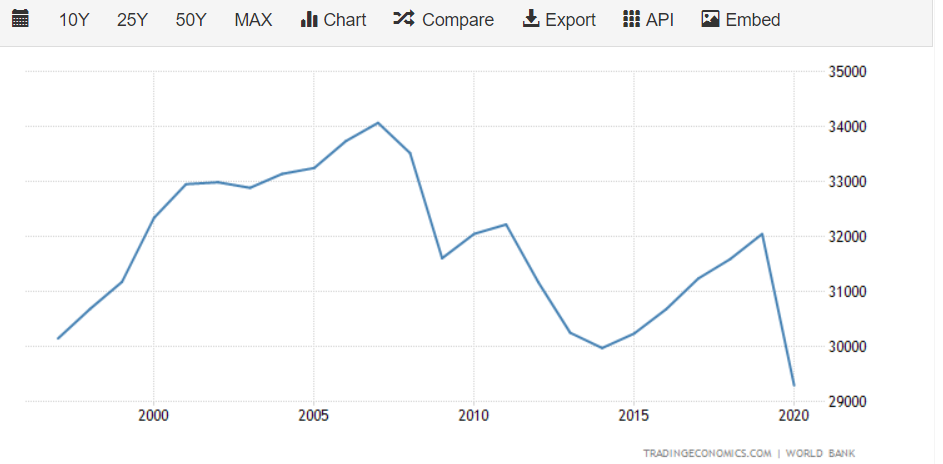 10Y 25Y 50Y MAX Chart Compare Export API Embed
35000
34000
33000
32000
31000
30000
29000
2000 2005 2010 2015 2020
TRADINGECONOMICS.COM | WORLD BANK